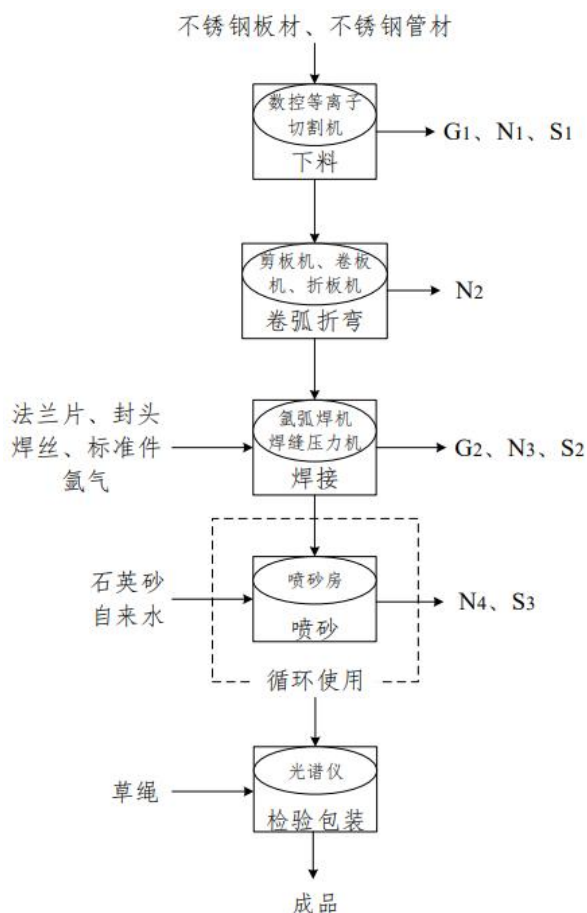 不锈钢板材、不锈钢管材
数控等离子
切割机
下料
G1、N1、S1
剪板机、卷板
机、折板机
卷弧折弯
N2
法兰片、封头
焊丝、标准件
氩气
氩弧焊机
焊缝压力机
焊接
G2、N3、S2
石英砂
自来水
喷砂房
喷砂
N4、S3
循环使用
草绳
光谱仪
检验包装
成品